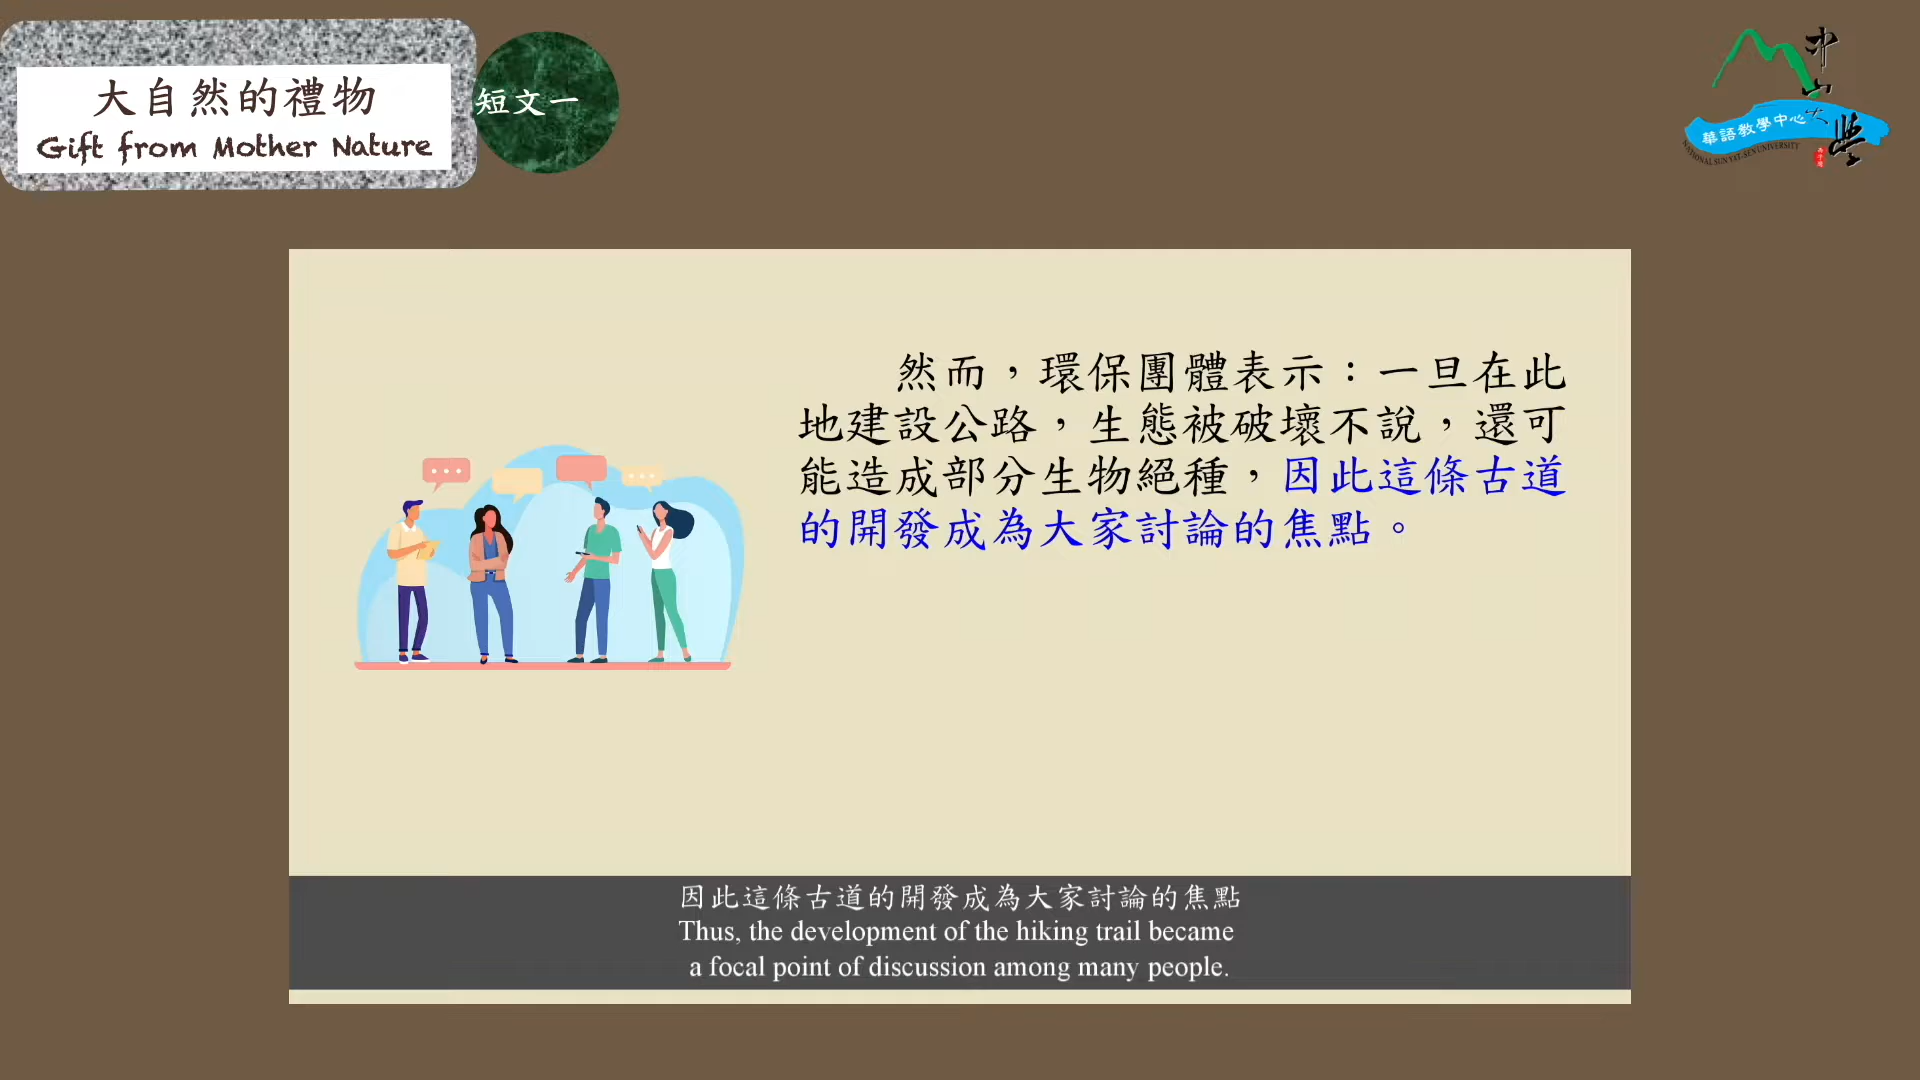 大自然的禮物
Gift from Mother Nature
短文一
中山大學
華語教學中心
NATIONAL SUN YAT-SEN UNIVERSITY
然而，環保團體表示：一旦在此
地建設公路，生態被破壞不說，還可
能造成部分生物絕種，因此這條古道
的開發成為大家討論的焦點。
因此這條古道的開發成為大家討論的焦點
Thus, the development of the hiking trail became
a focal point of discussion among many people.